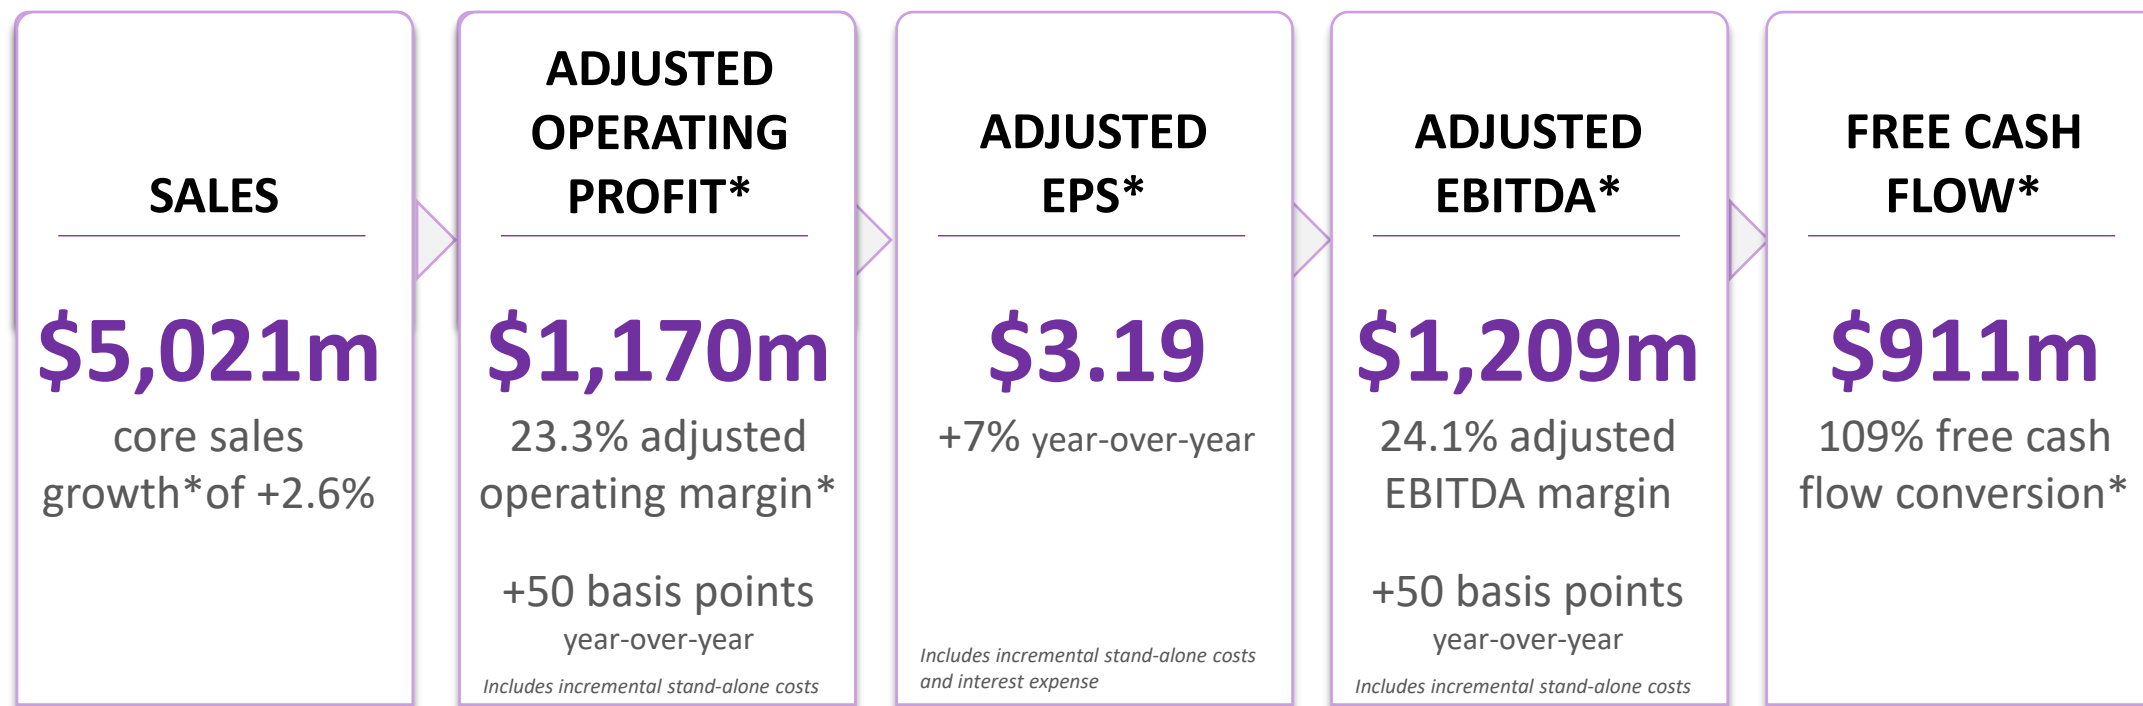 SALES
$5,021m
core sales
growth*of +2.6%
ADJUSTED
OPERATING
PROFIT*
$1,170m
23.3% adjusted
operating margin*
+50 basis points
year-over-year
Includes incremental stand-alone costs
ADJUSTED
EPS*
$3.19
+7% year-over-year
Includes incremental stand-alone costs
and interest expense
ADJUSTED
EBITDA*
$1,209m
24.1% adjusted
EBITDA margin
+50 basis points
year-over-year
Includes incremental stand-alone costs
FREE CASH
FLOW*
$911m
109% free cash
flow conversion*